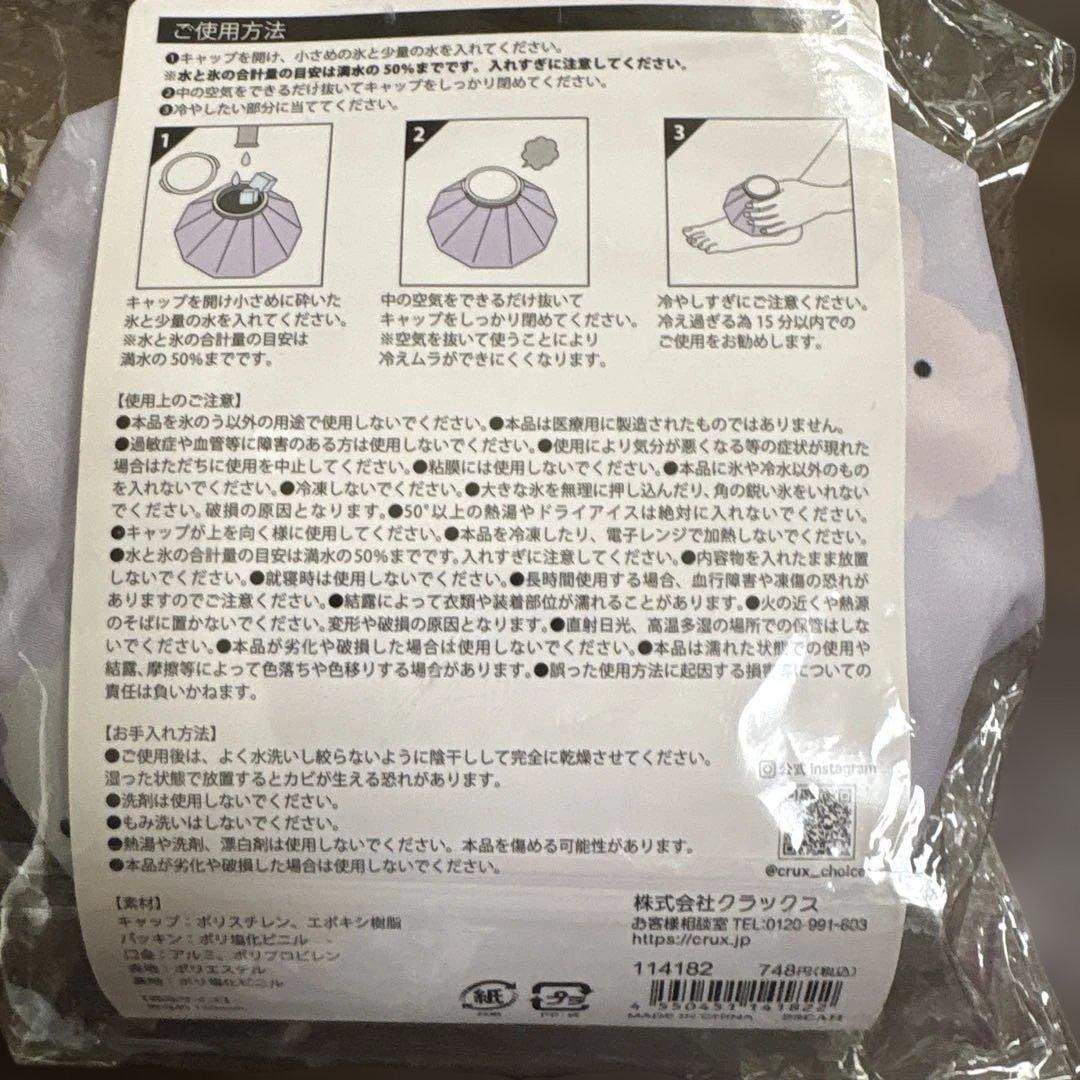 ご使用方法
❶キャップを開け、小さめの氷と少量の水を入れてください。
※水と氷の合計量の目安は満水の50%までです。入れすぎに注意してください。
❷中の空気をできるだけ抜いてキャップをしっかり閉めてください。
❸冷やしたい部分に当ててください。
1
2
3
キャップを開け小さめに砕いた
氷と少量の水を入れてください。
※水と氷の合計量の目安は
満水の50%までです。
中の空気をできるだけ抜いて
キャップをしっかり閉めてください。
※空気を抜いて使うことにより
冷えムラができにくくなります。
冷やしすぎにご注意ください。
冷え過ぎる為15分以内での
ご使用をお勧めします。
【使用上のご注意】
●本品を氷のう以外の用途で使用しないでください。●本品は医療用に製造されたものではありません。
●過敏症や血管等に障害のある方は使用しないでください。●使用により気分が悪くなる等の症状が現れた
場合はただちに使用を中止してください。●粘膜には使用しないでください。●本品に氷や冷水以外のもの
を入れないでください。●冷凍しないでください。●大きな氷を無理に押し込んだり、角の鋭い氷をいれない
でください。破損の原因となります。●50°以上の熱湯やドライアイスは絶対に入れないでください。
●キャップが上を向く様に使用してください。●本品を冷凍したり、電子レンジで加熱しないでください。
●水と氷の合計量の目安は満水の50%までです。入れすぎに注意してください。●内容物を入れたまま放置
しないでください。●就寝時は使用しないでください。●長時間使用する場合、血行障害や凍傷の恐れが
ありますのでご注意ください。●結露によって衣類や装着部位が濡れることがあります。●火の近くや熱源
のそばに置かないでください。変形や破損の原因となります。●直射日光、高温多湿の場所での保管はしな
いでください。●本品が劣化や破損した場合は使用しないでください。●本品は濡れた状態での使用や
結露、摩擦等によって色落ちや色移りする場合があります。●誤った使用方法に起因する損害等についての
責任は負いかねます。
【お手入れ方法】
●ご使用後は、よく水洗いし絞らないように陰干しして完全に乾燥させてください。
湿った状態で放置するとカビが生える恐れがあります。
●洗剤は使用しないでください。
●もみ洗いはしないでください。
●熱湯や洗剤、漂白剤は使用しないでください。本品を傷める可能性があります。
●本品が劣化や破損した場合は使用しないでください。
公式 Instagram
@crux_choice
【素材】
キャップ：ポリスチレン、エポキシ樹脂
パッキン：ポリ塩化ビニル
口金：アルミ、ポリプロピレン
表地：ポリエステル
裏地：ポリ塩化ビニル
株式会社クラックス
お客様相談室 TEL:0120-991-603
https://crux.jp
114182 748円(税込)
紙
4 550451 141822
MADE IN CHINA